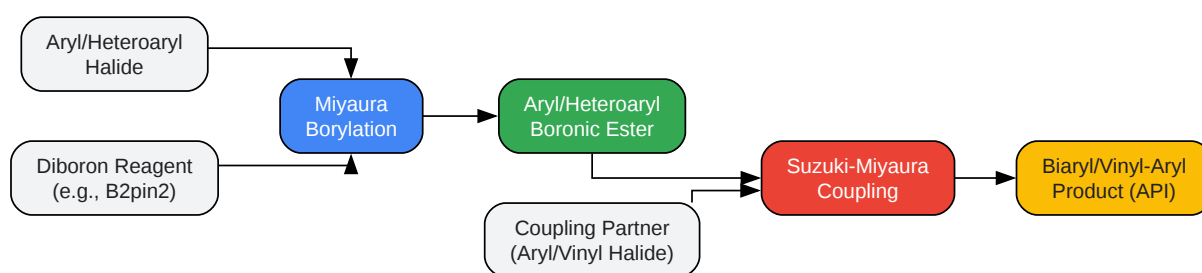 Aryl/Heteroaryl
Halide
Diboron Reagent
(e.g., B2pin2)
Miyaura
Borylation
Aryl/Heteroaryl
Boronic Ester
Coupling Partner
(Aryl/Vinyl Halide)
Suzuki-Miyaura
Coupling
Biaryl/Vinyl-Aryl
Product (API)